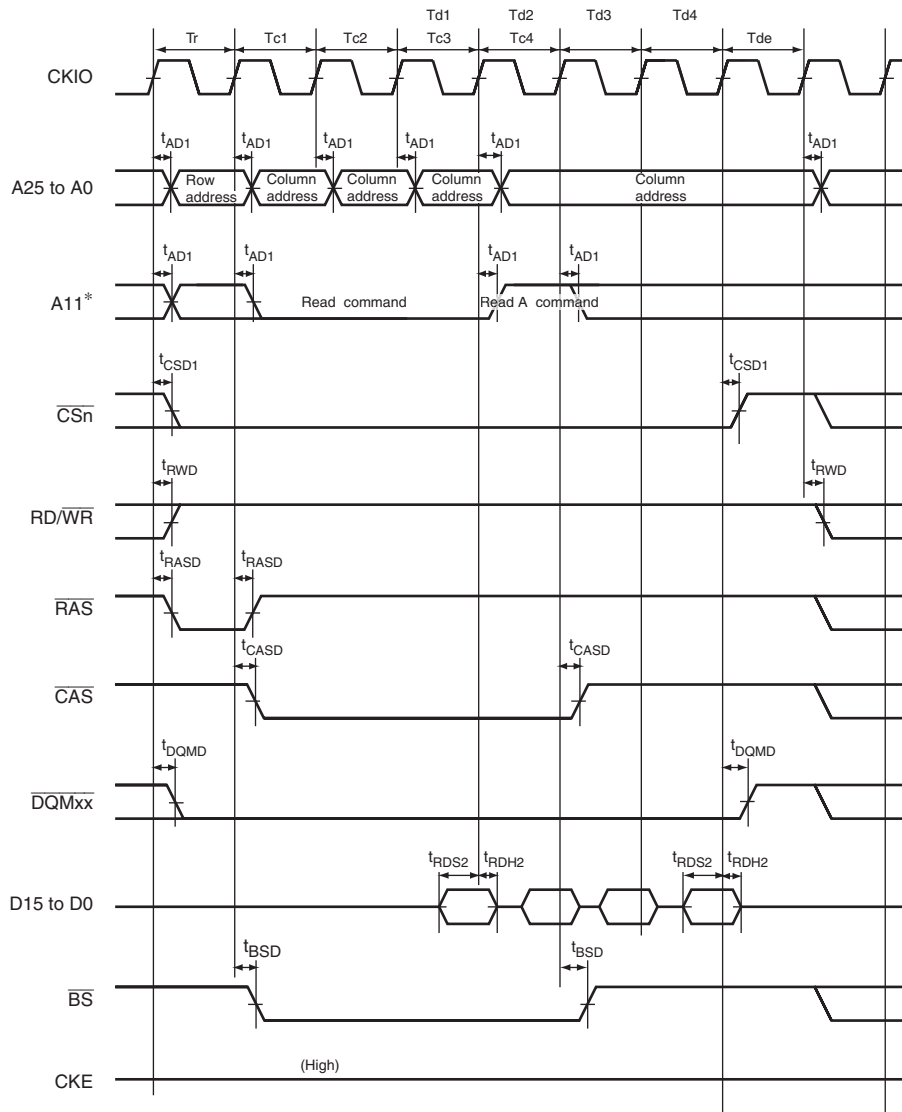 Td1 Td2 Td3 Td4
Tr Tc1 Tc2 Tc3 Tc4 Tde
CKIO
tAD1 tAD1 tAD1 tAD1 tAD1 tAD1
A25 to A0
Row address
Column address
Column address
Column address
Column address
tAD1 tAD1 tAD1 tAD1
A11*
Read command
Read A command
tCSD1 tCSD1
CSn
tRWD tRWD
RD/WR
tRASD tRASD
RAS
tCASD tCASD
CAS
tDQMD tDQMD
DQMxx
tRDS2 tRDH2 tRDS2 tRDH2
D15 to D0
tBSD tBSD
BS
(High)
CKE